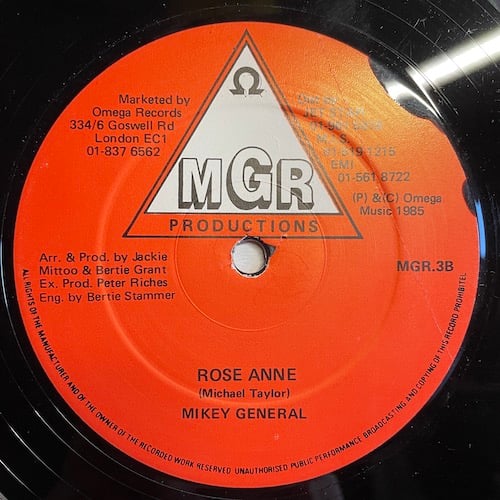 Ω
Marketed by
Omega Records
334/6 Goswell Rd
London EC1
01-837 6562
EMI
01-561 8722
(P) &(C) Omega
Music 1985
MGR
PRODUCTIONS
Arr. & Prod. by Jackie
Mittoo & Bertie Grant
Ex. Prod. Peter Riches
Eng. by Bertie Stammer
MGR.3B
ROSE ANNE
(Michael Taylor)
MIKEY GENERAL
ALL RIGHTS OF THE MANUFACTURER AND OF THE OWNER OF THE RECORDED WORK RESERVED. UNAUTHORISED PUBLIC PERFORMANCE BROADCASTING AND COPYING OF THIS RECORD PROHIBITED.